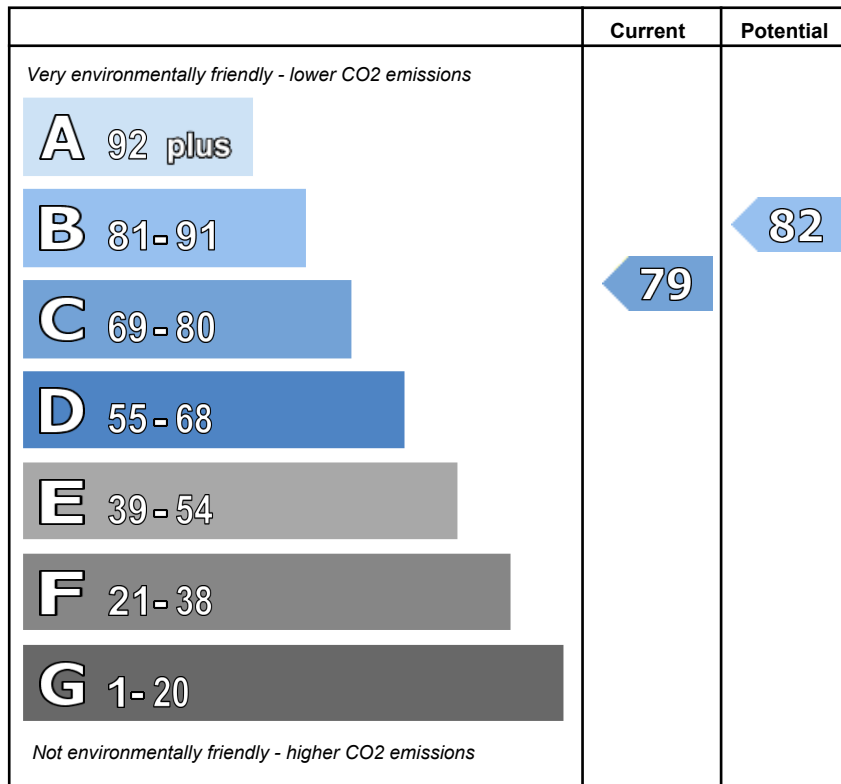 Current Potential
Very environmentally friendly - lower CO2 emissions
A 92 plus
B 81-91
82
C 69-80
79
D 55-68
E 39-54
F 21-38
G 1-20
Not environmentally friendly - higher CO2 emissions